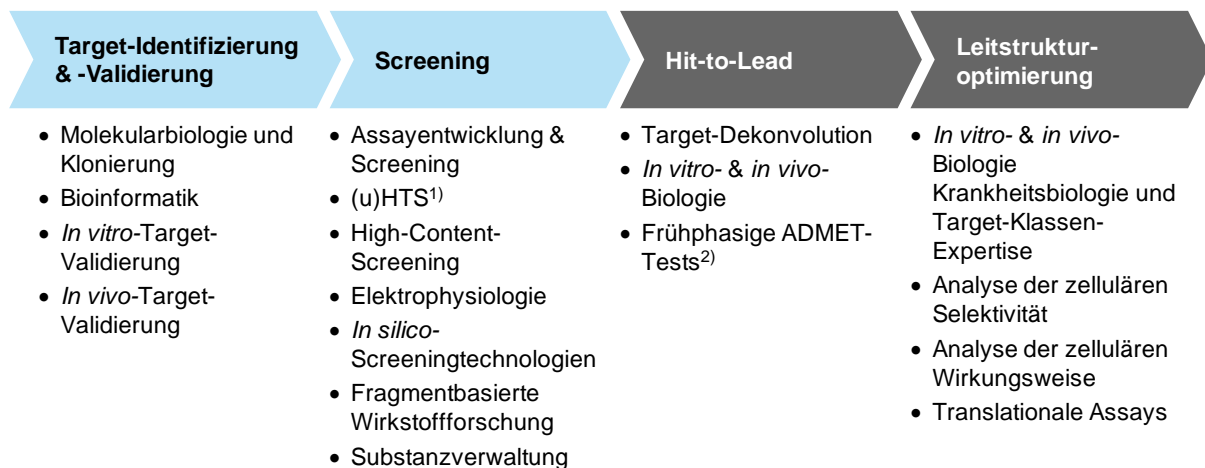 Target-Identifizierung
& -Validierung
Screening
Hit-to-Lead
Leitstruktur-
optimierung
• Molekularbiologie und
Klonierung
• Bioinformatik
• In vitro-Target-
Validierung
• In vivo-Target-
Validierung
• Assayentwicklung &
Screening
• (u)HTS1)
• High-Content-
Screening
• Elektrophysiologie
• In silico-
Screeningtechnologien
• Fragmentbasierte
Wirkstoffforschung
• Substanzverwaltung
• Target-Dekonvolution
• In vitro- & in vivo-
Biologie
• Frühphasige ADMET-
Tests2)
• In vitro- & in vivo-
Biologie
Krankheitsbiologie und
Target-Klassen-
Expertise
• Analyse der zellulären
Selektivität
• Analyse der zellulären
Wirkungsweise
• Translationale Assays